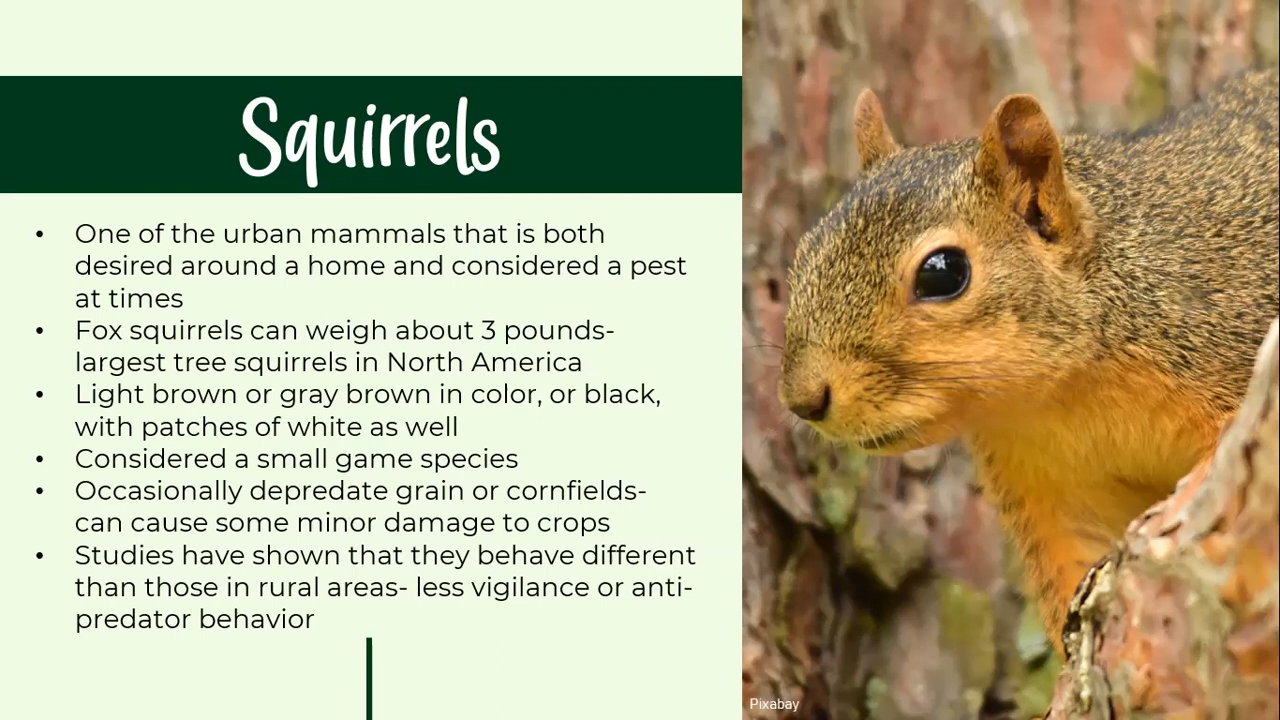 Squirrels
• One of the urban mammals that is both
desired around a home and considered a pest
at times
• Fox squirrels can weigh about 3 pounds-
largest tree squirrels in North America
• Light brown or gray brown in color, or black,
with patches of white as well
• Considered a small game species
• Occasionally depredate grain or cornfields-
can cause some minor damage to crops
• Studies have shown that they behave different
than those in rural areas- less vigilance or anti-
predator behavior
Pixabay